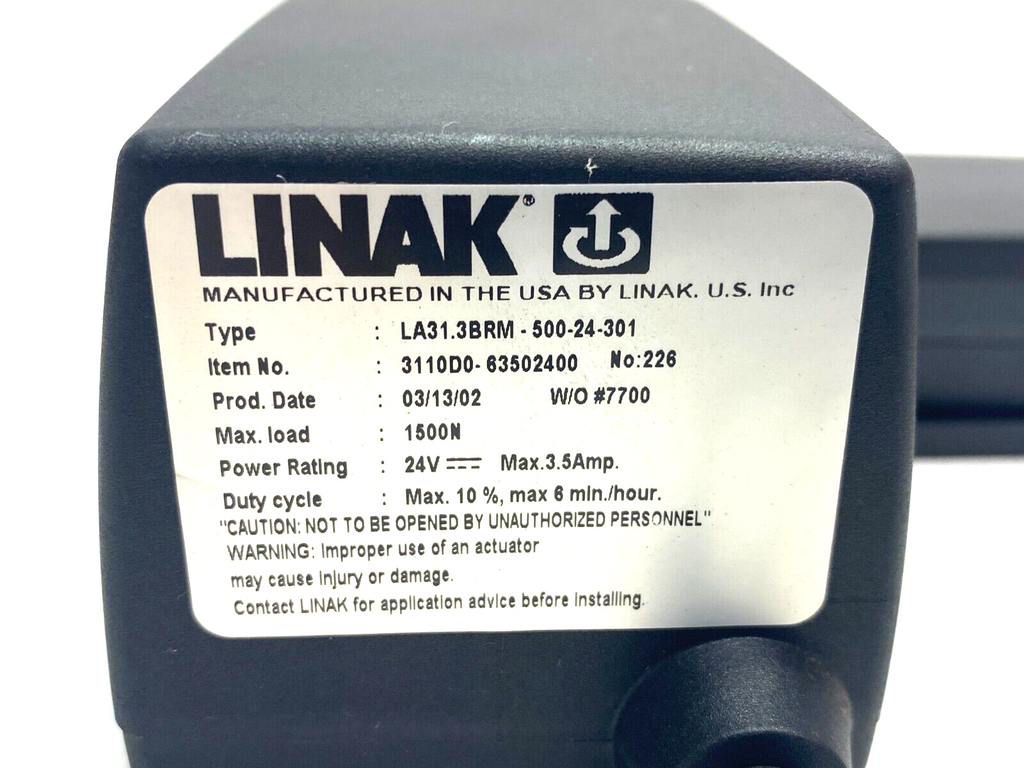 LINAK®
MANUFACTURED IN THE USA BY LINAK. U.S. Inc
Type : LA31.3BRM - 500-24-301
Item No. : 3110D0- 63502400 No:226
Prod. Date : 03/13/02 W/O #7700
Max. load : 1500N
Power Rating : 24V Max.3.5Amp.
Duty cycle : Max. 10 %, max 6 min./hour.
"CAUTION: NOT TO BE OPENED BY UNAUTHORIZED PERSONNEL"
WARNING: Improper use of an actuator
may cause injury or damage.
Contact LINAK for application advice before installing.